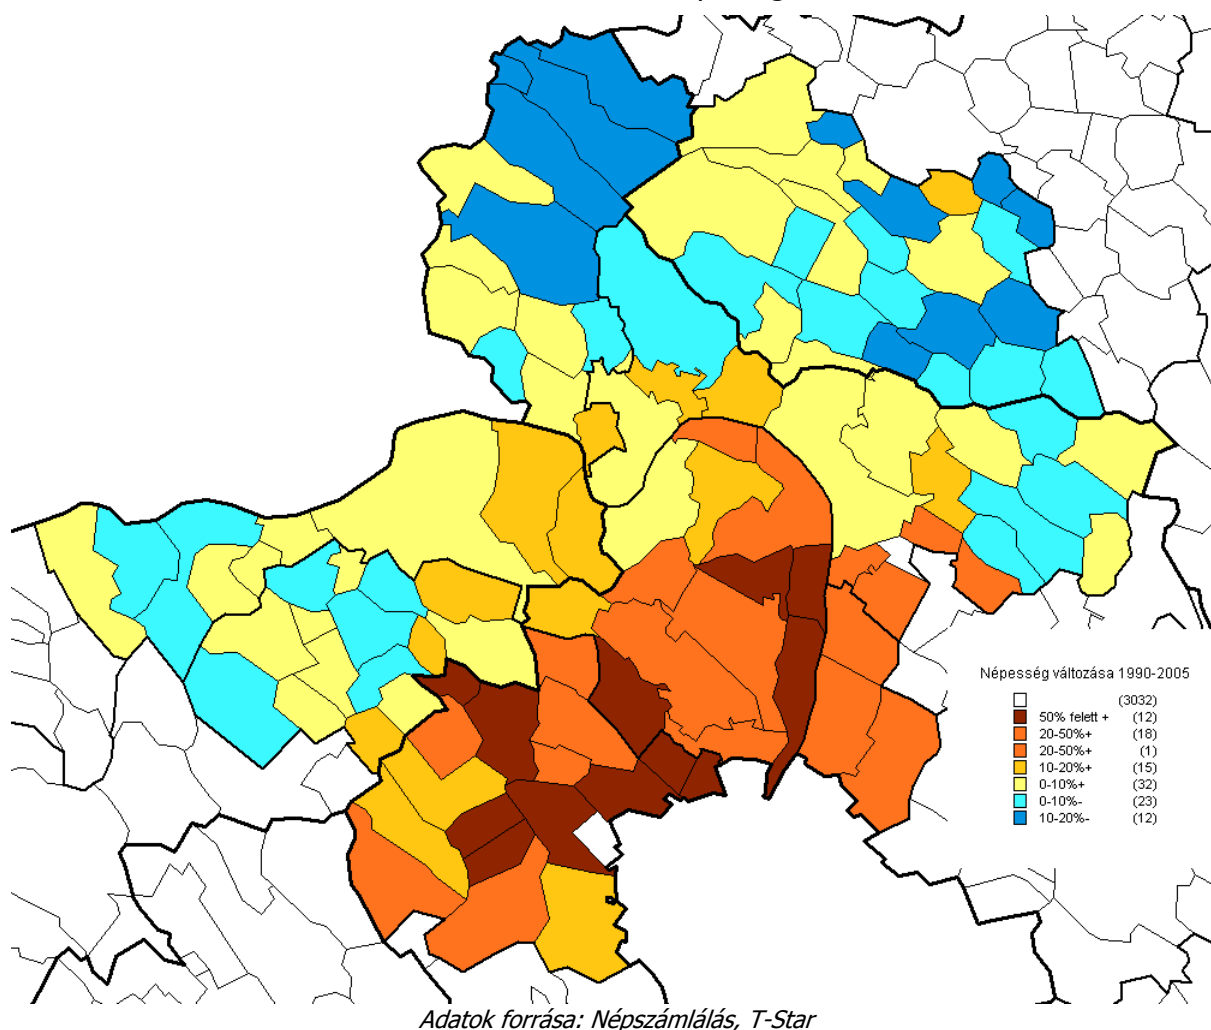 Népesség változása 1990-2005
(3032)
50% felett + (12)
20-50%+ (18)
20-50%+ (1)
10-20%+ (15)
0-10%+ (32)
0-10%- (23)
10-20%- (12)
Adatok forrása: Népszámlálás, T-Star